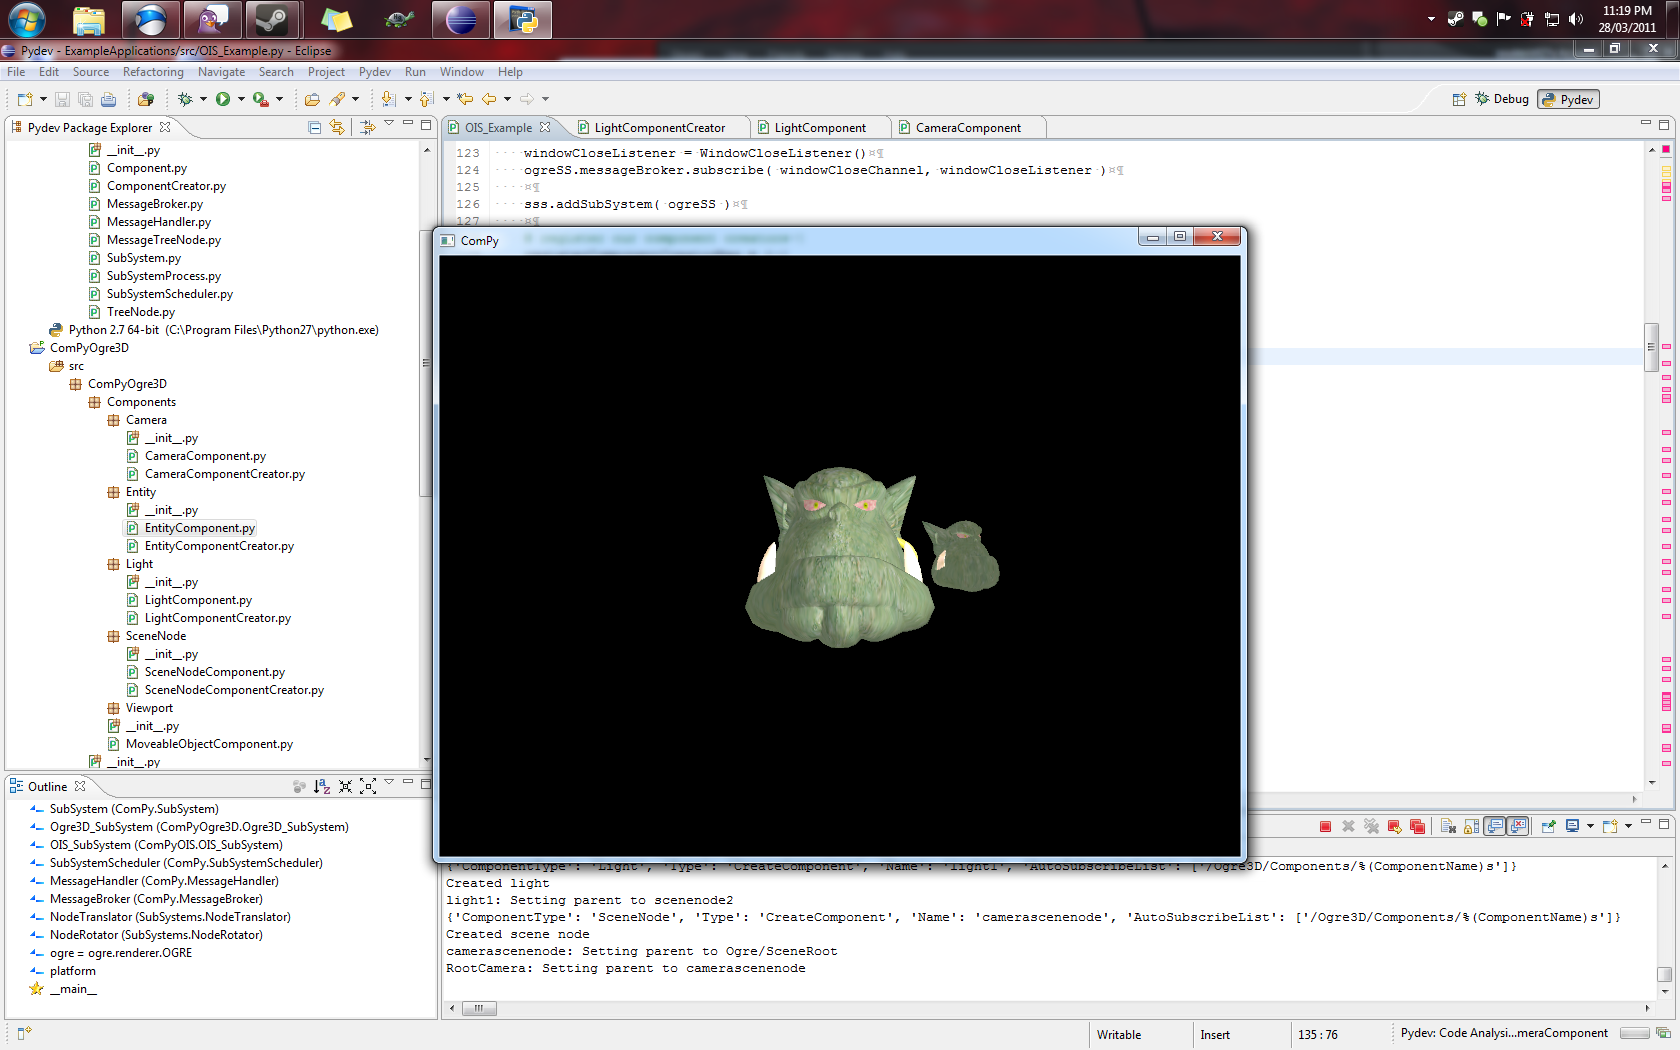 11:19 PM
28/03/2011
Pydev - ExampleApplications/src/OIS_Example.py - Eclipse
File Edit Source Refactoring Navigate Search Project Pydev Run Window Help
Debug Pydev
Pydev Package Explorer
__init__.py
Component.py
ComponentCreator.py
MessageBroker.py
MessageHandler.py
MessageTreeNode.py
SubSystem.py
SubSystemProcess.py
SubSystemScheduler.py
TreeNode.py
Python 2.7 64-bit (C:\Program Files\Python27\python.exe)
ComPyOgre3D
src
ComPyOgre3D
Components
Camera
__init__.py
CameraComponent.py
CameraComponentCreator.py
Entity
__init__.py
EntityComponent.py
EntityComponentCreator.py
Light
__init__.py
LightComponent.py
LightComponentCreator.py
SceneNode
__init__.py
SceneNodeComponent.py
SceneNodeComponentCreator.py
Viewport
__init__.py
MoveableObjectComponent.py
__init__.py
Outline
SubSystem (ComPy.SubSystem)
Ogre3D_SubSystem (ComPyOgre3D.Ogre3D_SubSystem)
OIS_SubSystem (ComPyOIS.OIS_SubSystem)
SubSystemScheduler (ComPy.SubSystemScheduler)
MessageHandler (ComPy.MessageHandler)
MessageBroker (ComPy.MessageBroker)
NodeTranslator (SubSystems.NodeTranslator)
NodeRotator (SubSystems.NodeRotator)
ogre = ogre.renderer.OGRE
platform
__main__
OIS_Example LightComponentCreator LightComponent CameraComponent
123 windowCloseListener = WindowCloseListener()¤¶
124 ogreSS.messageBroker.subscribe( windowCloseChannel, windowCloseListener )¤¶
125 ¤¶
126 sss.addSubSystem( ogreSS )¤¶
127 ¤¶
ComPy
{'ComponentType': 'Light', 'Type': 'CreateComponent', 'Name': 'light1', 'AutoSubscribeList': ['/Ogre3D/Components/%(ComponentName)s']}
Created light
light1: Setting parent to scenenode2
{'ComponentType': 'SceneNode', 'Type': 'CreateComponent', 'Name': 'camerascenenode', 'AutoSubscribeList': ['/Ogre3D/Components/%(ComponentName)s']}
Created scene node
camerascenenode: Setting parent to Ogre/SceneRoot
RootCamera: Setting parent to camerascenenode
Writable Insert 135 : 76 Pydev: Code Analysi...meraComponent